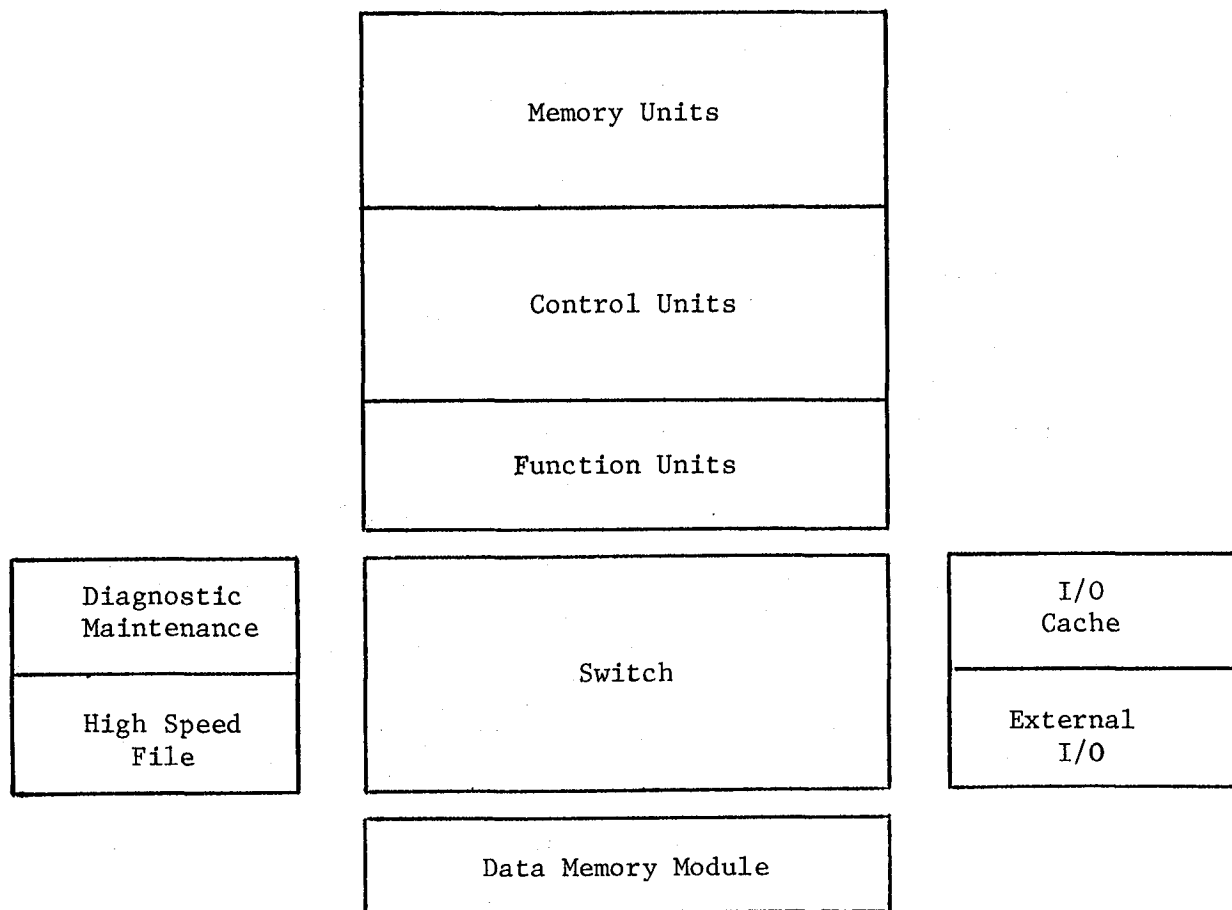 Memory Units
Control Units
Function Units
Diagnostic
Maintenance
High Speed
File
Switch
I/O
Cache
External
I/O
Data Memory Module